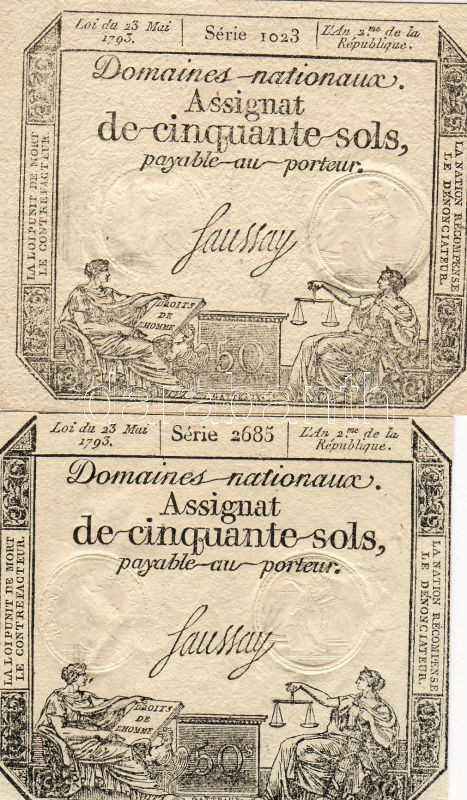 Loi du 23 Mai
1793.
Série 1023
L'An 2.me de la
République.
Domaines nationaux.
Assignat
de cinquante sols,
payable au porteur.
LA LOI PUNIT DE MORT
LE CONTREFACTEUR.
LA NATION RÉCOMPENSE
LE DÉNONCIATEUR.
Saussay
DROITS
DE
L'HOMME
50
Loi du 23 Mai
1793.
Série 2685
L'An 2.me de la
République.
Domaines nationaux.
Assignat
de cinquante sols,
payable au porteur.
LA LOI PUNIT DE MORT
LE CONTREFACTEUR.
LA NATION RÉCOMPENSE
LE DÉNONCIATEUR.
Saussay
DROITS
DE
L'HOMME
50s
darabanth